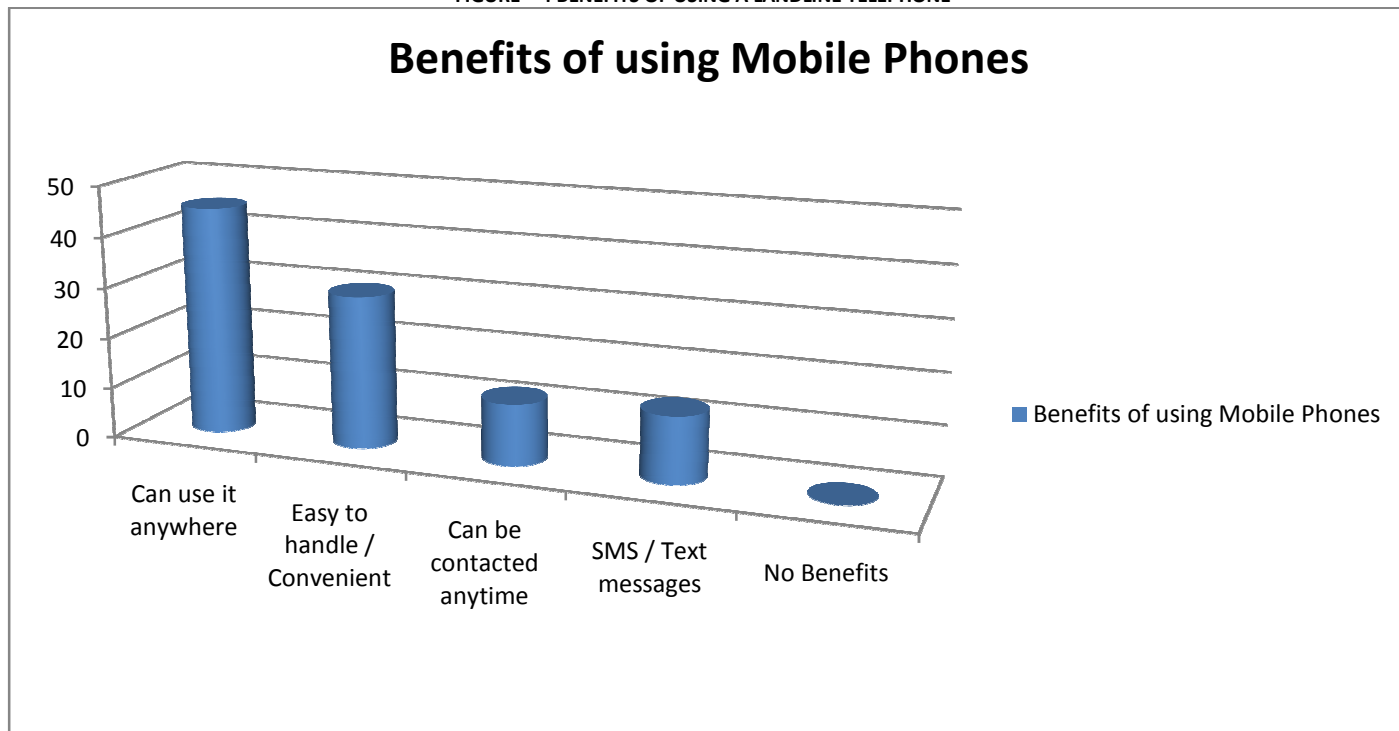 Benefits of using Mobile Phones
50
40
30
20
10
0
Can use it
anywhere
Easy to
handle /
Convenient
Can be
contacted
anytime
SMS / Text
messages
No Benefits
Benefits of using Mobile Phones